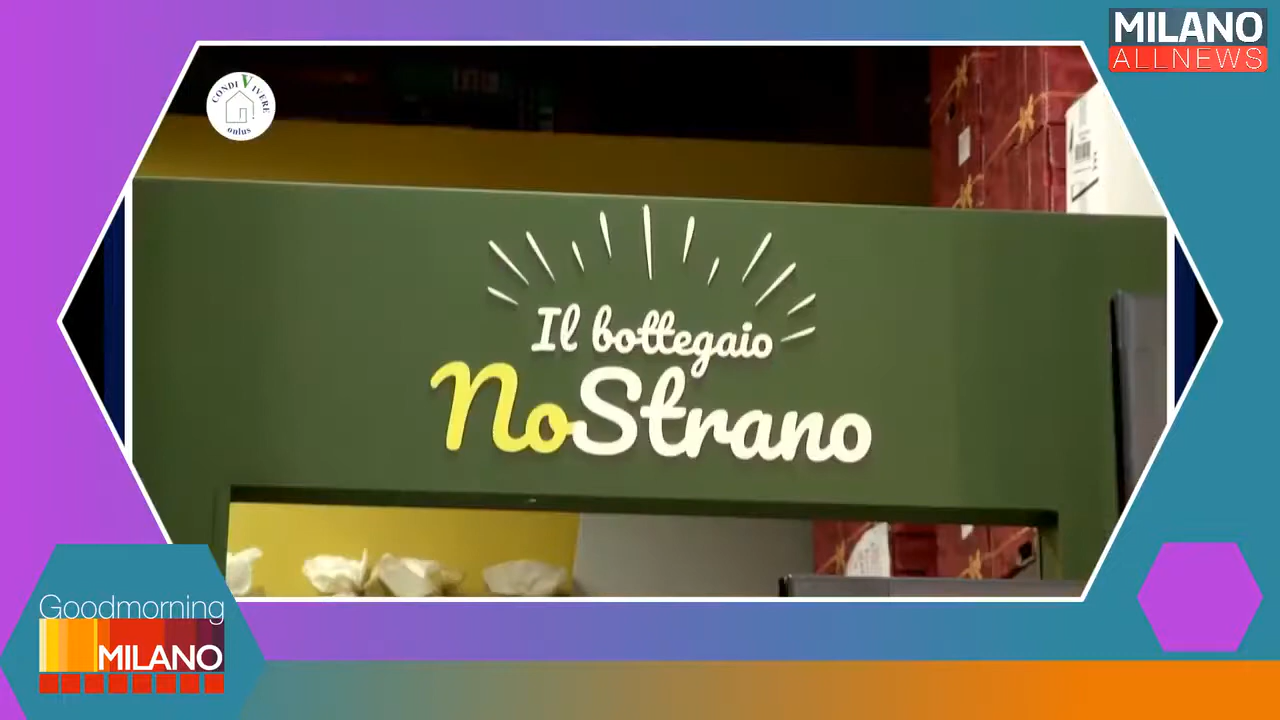 MILANO
ALLNEWS
CONDIVIVERE
onlus
Il bottegaio
NoStrano
Goodmorning
MILANO